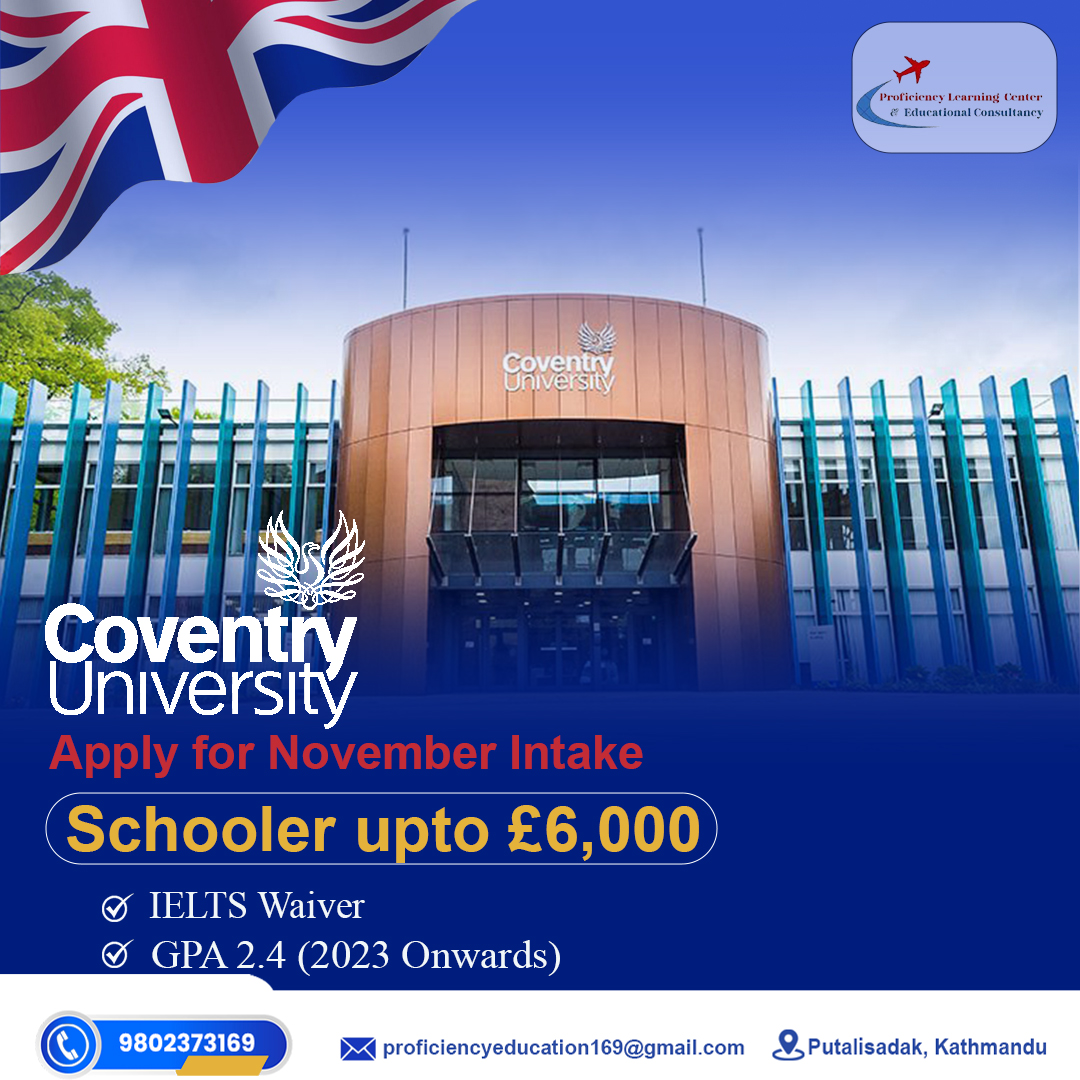 Proficiency Learning Center
& Educational Consultancy
Coventry
University
Coventry
University
Apply for November Intake
Schooler upto £6,000
IELTS Waiver
GPA 2.4 (2023 Onwards)
9802373169
proficiencyeducation169@gmail.com
Putalisadak, Kathmandu